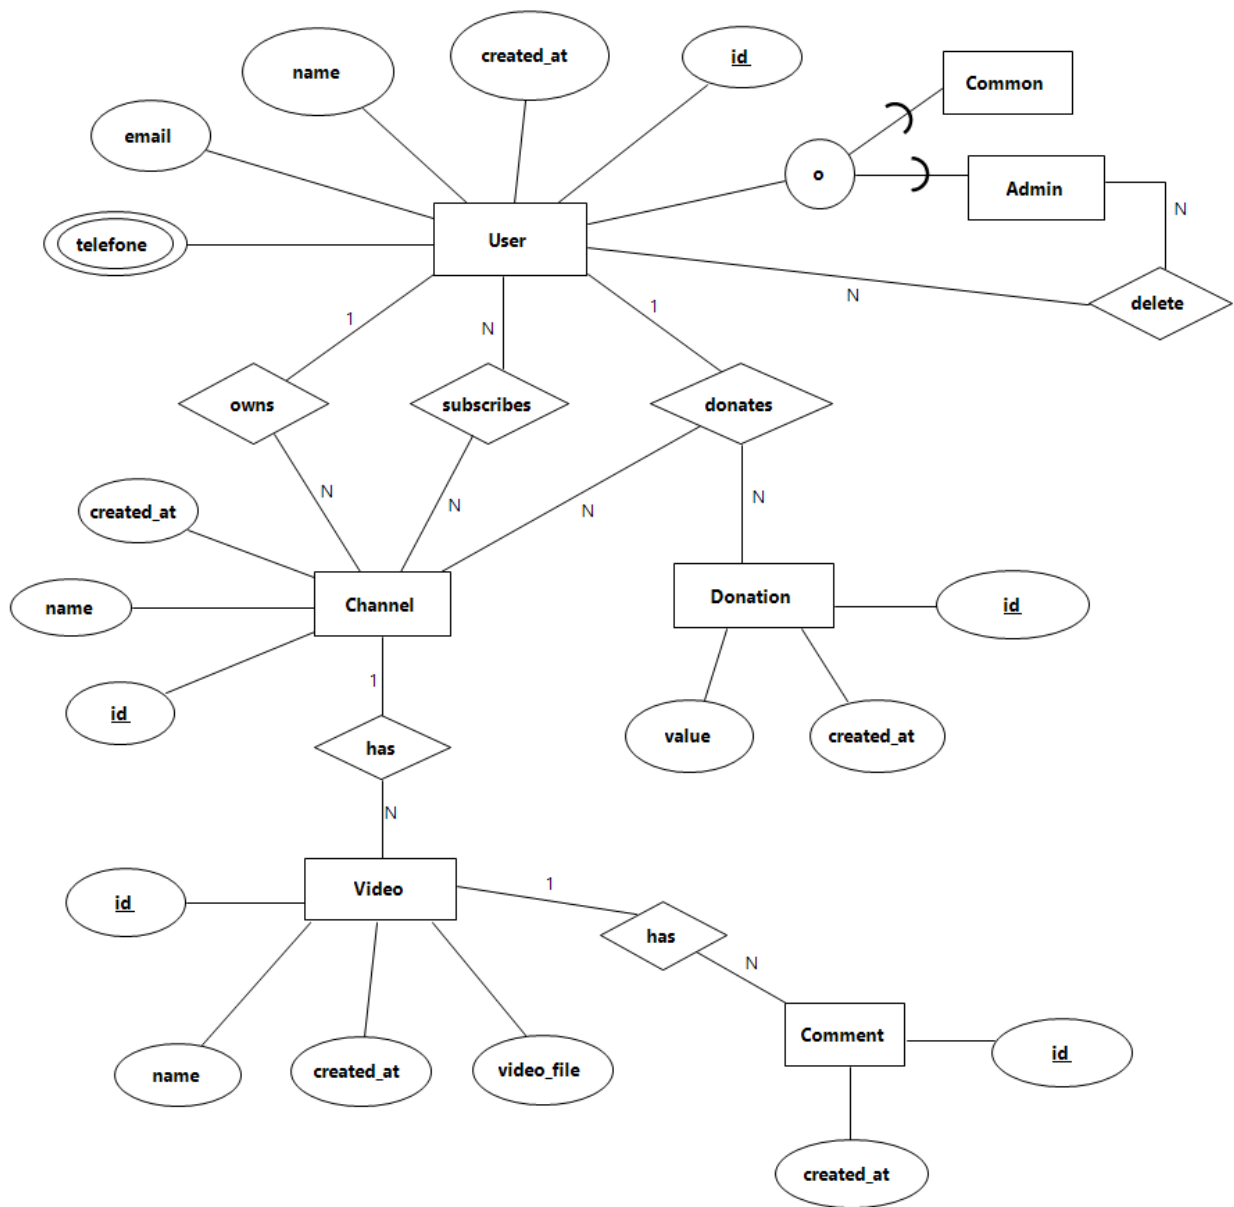 created_at
id
name
Common
email
o
Admin
N
telefone
User
N
delete
1
N
1
owns
subscribes
donates
N
N
N
N
created_at
name
Channel
Donation
id
1
id
value
created_at
has
N
id
Video
1
has
N
name
created_at
video_file
Comment
id
created_at